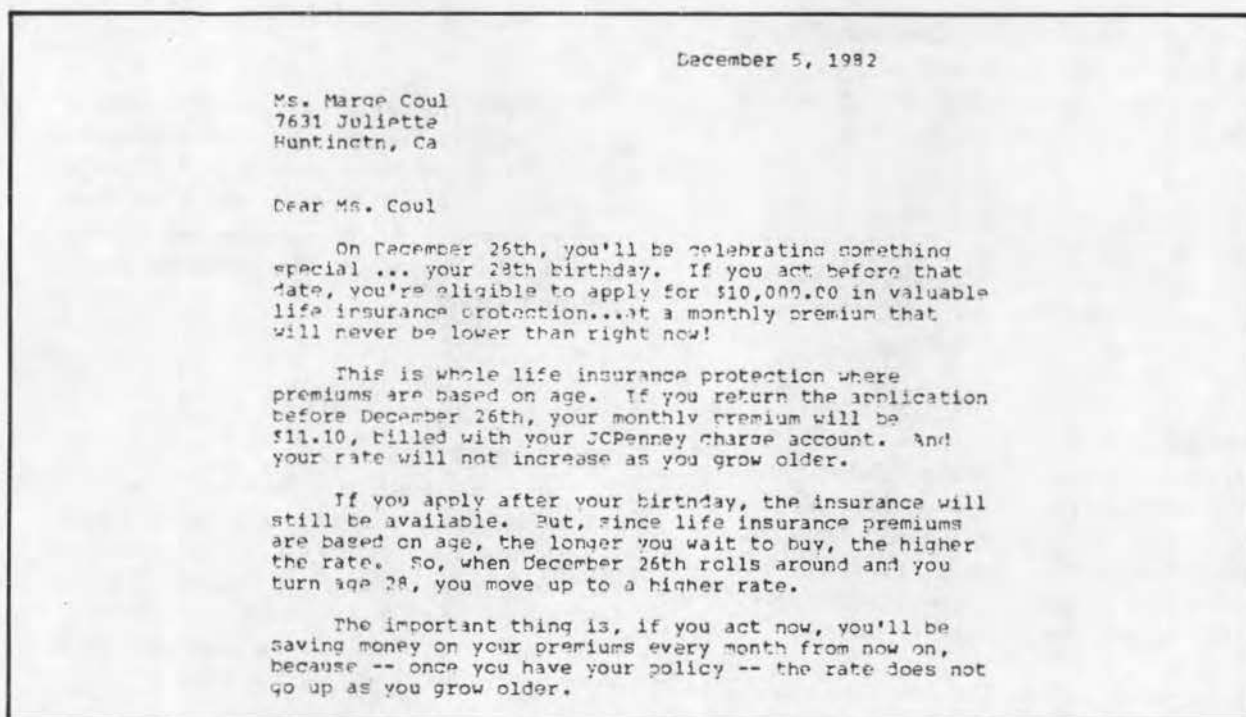 December 5, 1982
Ms. Marge Coul
7631 Juliette
Huntinctn, Ca
Dear Ms. Coul
On December 26th, you'll be celebrating something
special ... your 28th birthday. If you act before that
date, you're eligible to apply for $10,000.00 in valuable
life insurance protection...at a monthly premium that
will never be lower than right now!
This is whole life insurance protection where
premiums are based on age. If you return the application
before December 26th, your monthly premium will be
$11.10, billed with your JCPenney charge account. And
your rate will not increase as you grow older.
If you apply after your birthday, the insurance will
still be available. But, since life insurance premiums
are based on age, the longer you wait to buy, the higher
the rate. So, when December 26th rolls around and you
turn age 28, you move up to a higher rate.
The important thing is, if you act now, you'll be
saving money on your premiums every month from now on,
because -- once you have your policy -- the rate does not
go up as you grow older.